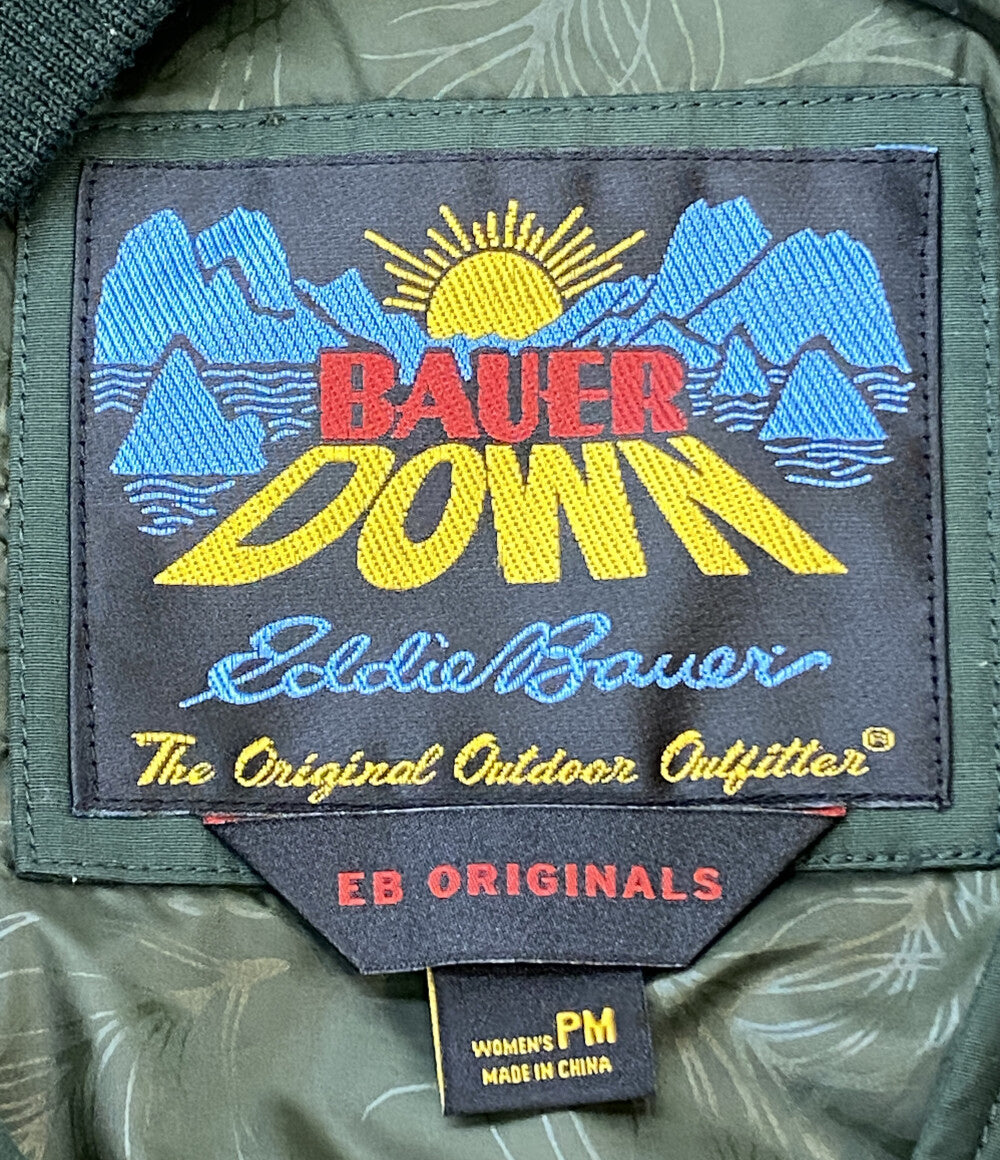 BAUER
DOWN
Eddie Bauer
The Original Outdoor Outfitter®
EB ORIGINALS
WOMEN'S PM
MADE IN CHINA